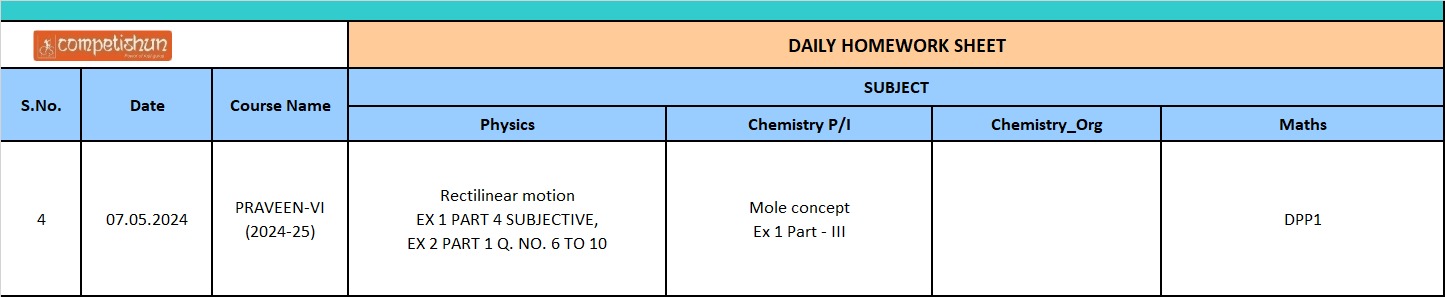 competishun
DAILY HOMEWORK SHEET
S.No.
Date
Course Name
SUBJECT
Physics
Chemistry P/I
Chemistry_Org
Maths
4
07.05.2024
PRAVEEN-VI
(2024-25)
Rectilinear motion
EX 1 PART 4 SUBJECTIVE,
EX 2 PART 1 Q. NO. 6 TO 10
Mole concept
Ex 1 Part - III
DPP1